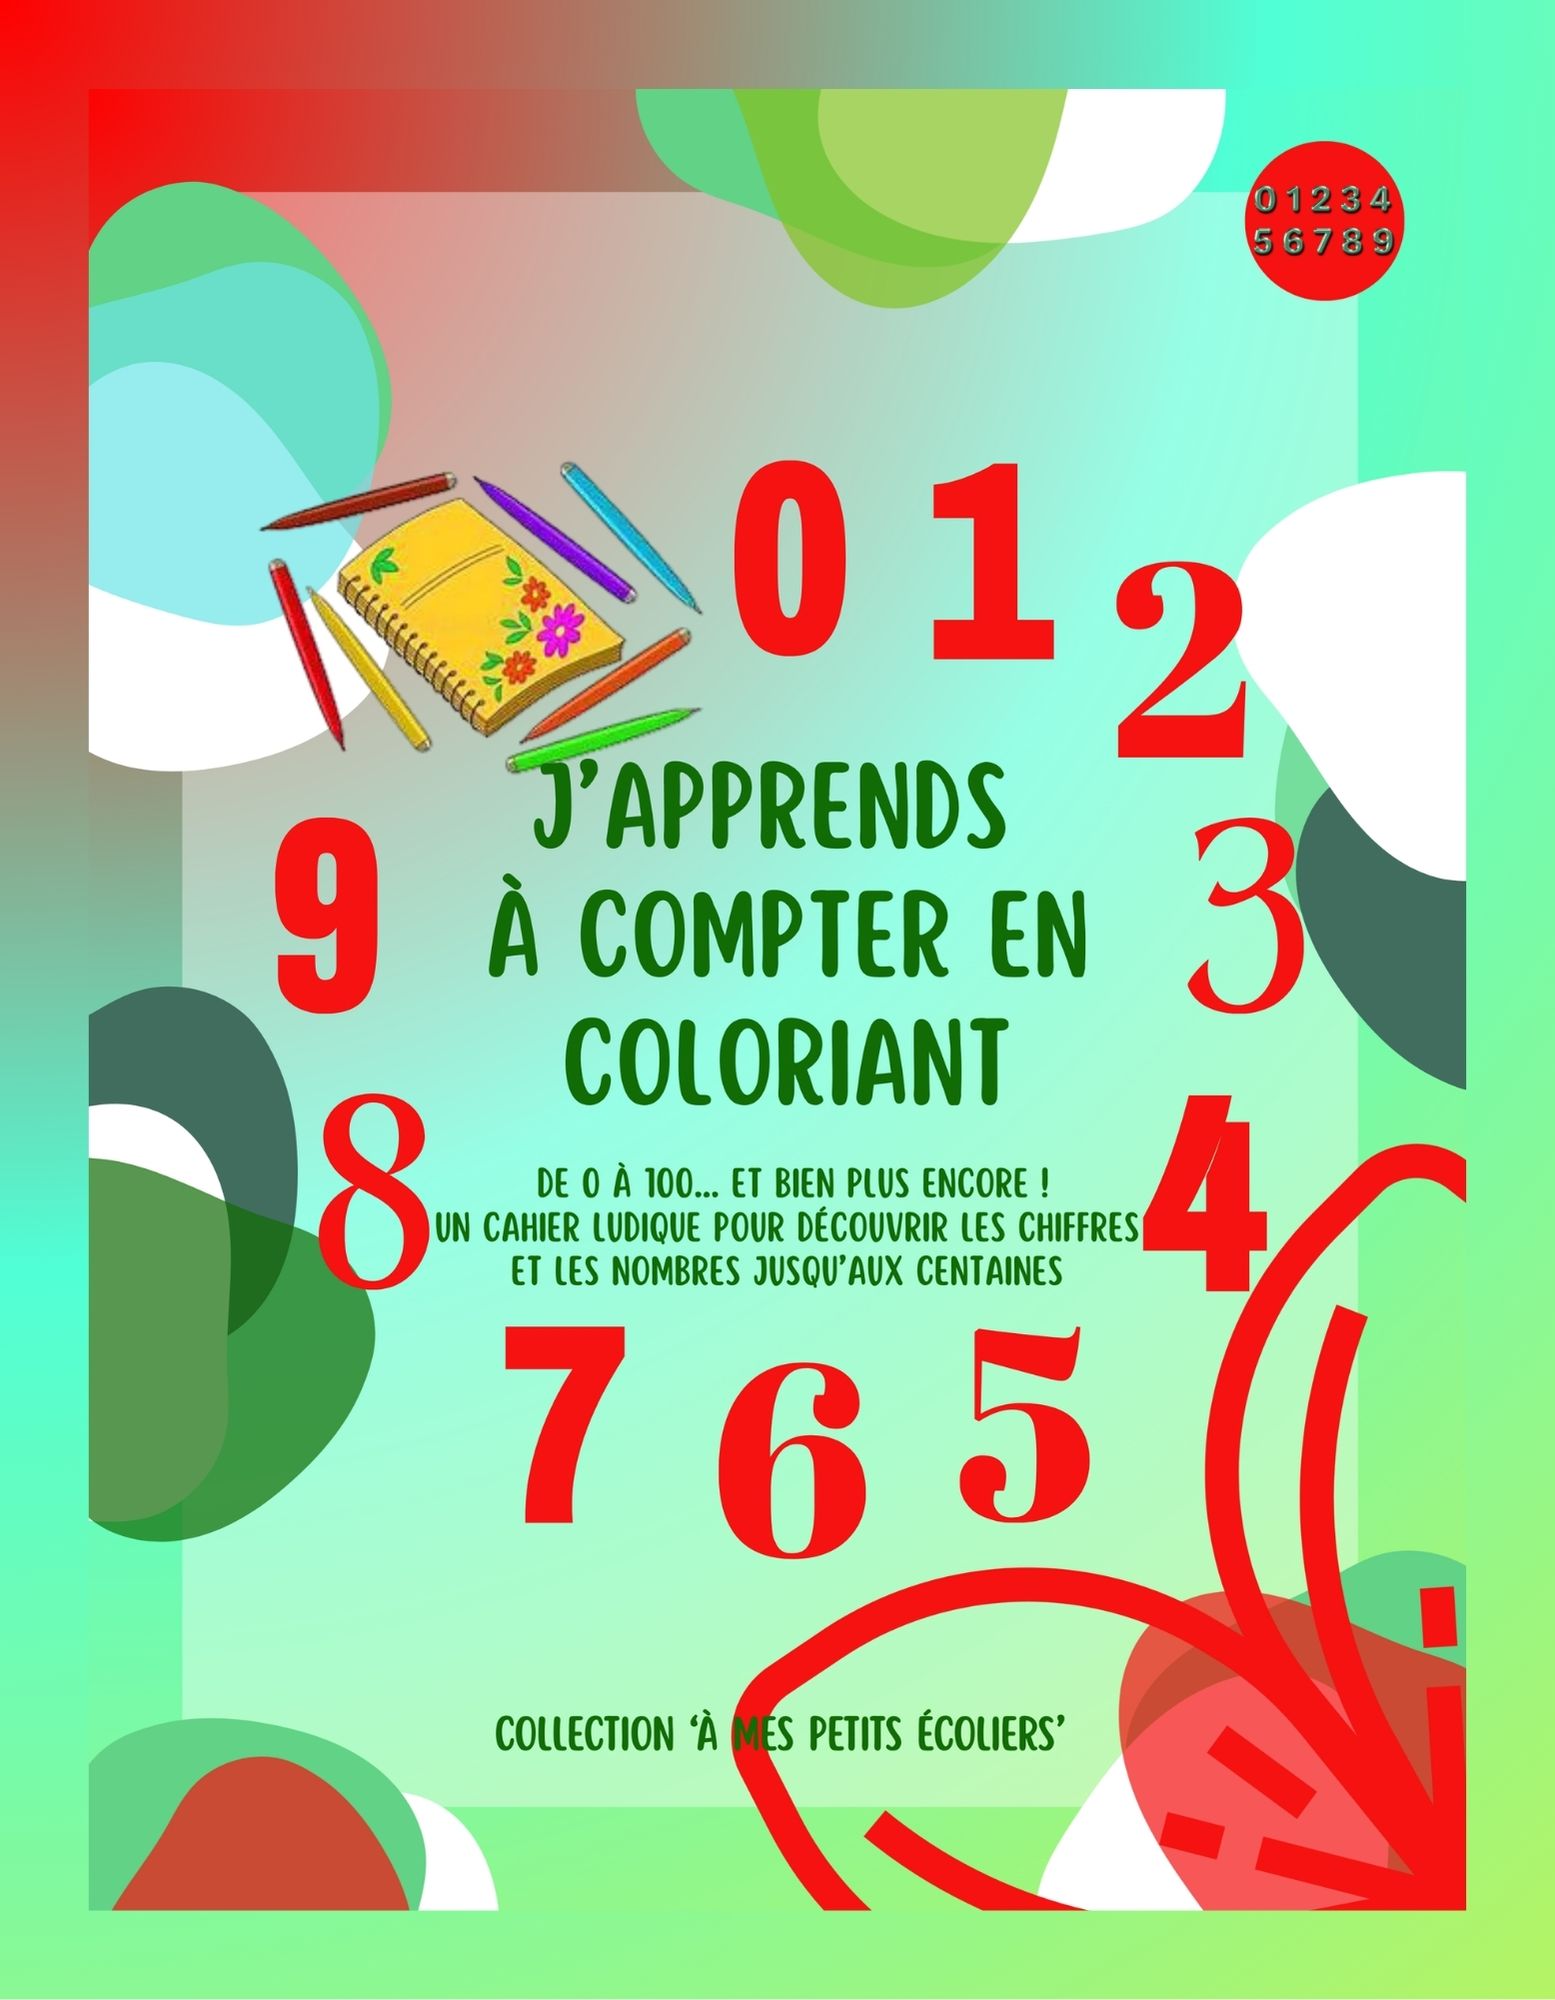 0 1 2 3 4
5 6 7 8 9
0 1
2
3
4
5
6
7
8
9
J’APPRENDS
À COMPTER EN
COLORIANT
DE 0 À 100... ET BIEN PLUS ENCORE !
UN CAHIER LUDIQUE POUR DÉCOUVRIR LES CHIFFRES
ET LES NOMBRES JUSQU’AUX CENTAINES
COLLECTION ‘À MES PETITS ÉCOLIERS’